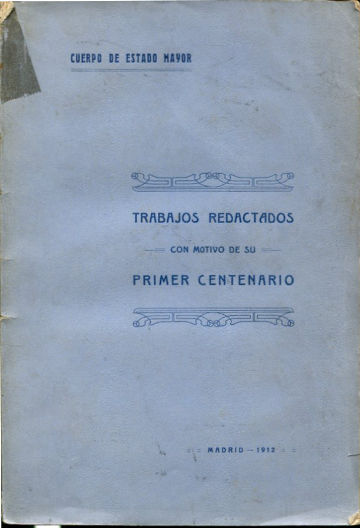 CUERPO DE ESTADO MAYOR
TRABAJOS REDACTADOS
CON MOTIVO DE SU
PRIMER CENTENARIO
MADRID - 1912